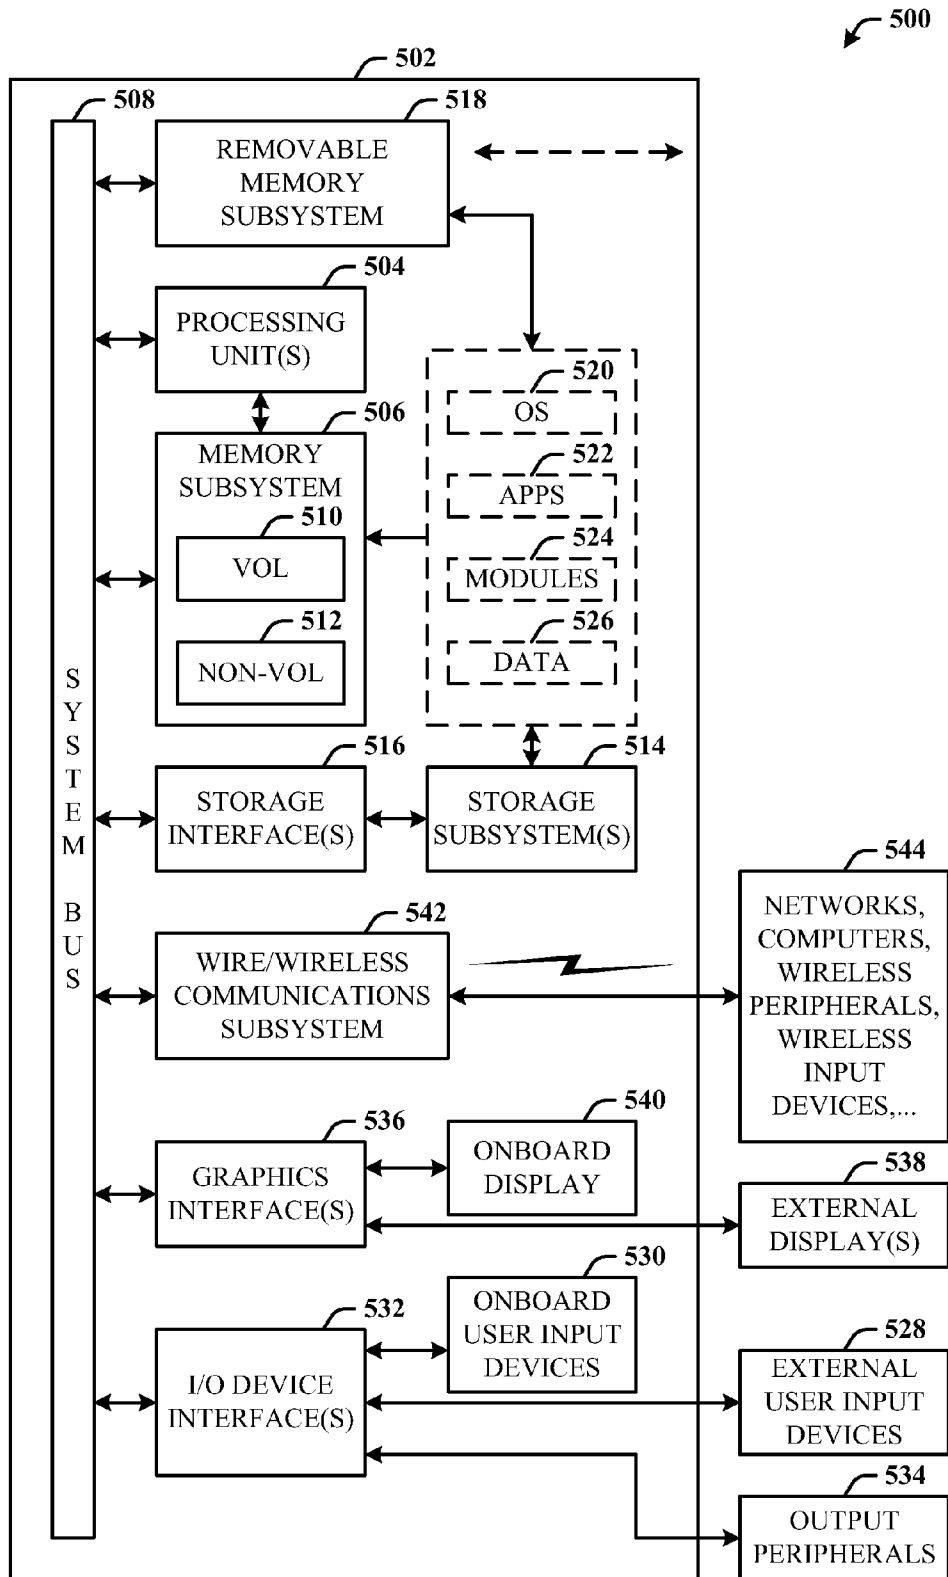 500
502
508
518
REMOVABLE
MEMORY
SUBSYSTEM
504
PROCESSING
UNIT(S)
506
MEMORY
SUBSYSTEM
510
VOL
512
NON-VOL
520
OS
522
APPS
524
MODULES
526
DATA
SYSTEM BUS
516
STORAGE
INTERFACE(S)
514
STORAGE
SUBSYSTEM(S)
542
WIRE/WIRELESS
COMMUNICATIONS
SUBSYSTEM
544
NETWORKS,
COMPUTERS,
WIRELESS
PERIPHERALS,
WIRELESS
INPUT
DEVICES,...
536
GRAPHICS
INTERFACE(S)
540
ONBOARD
DISPLAY
538
EXTERNAL
DISPLAY(S)
532
I/O DEVICE
INTERFACE(S)
530
ONBOARD
USER INPUT
DEVICES
528
EXTERNAL
USER INPUT
DEVICES
534
OUTPUT
PERIPHERALS